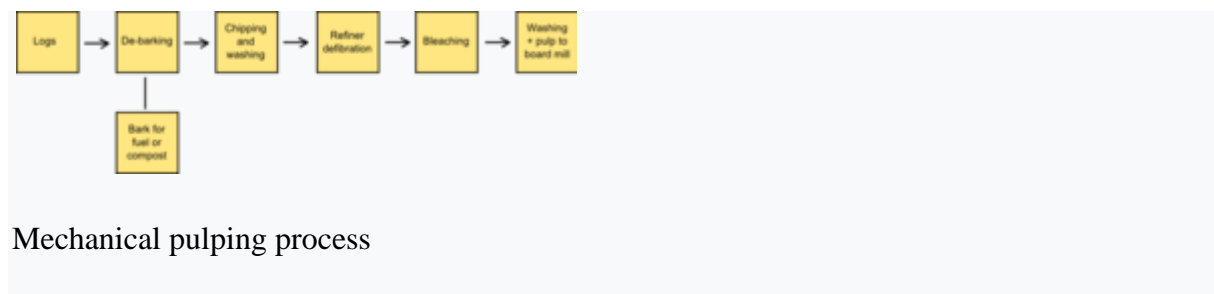 Logs
De-barking
Chipping
and
washing
Refiner
defibration
Bleaching
Washing
+ pulp to
board mill
Bark for
fuel or
compost
Mechanical pulping process